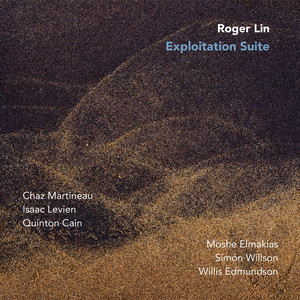 Roger Lin
Exploitation Suite
Chaz Martineau
Isaac Levien
Quinton Cain
Moshe Elmakias
Simón Willson
Willis Edmundson